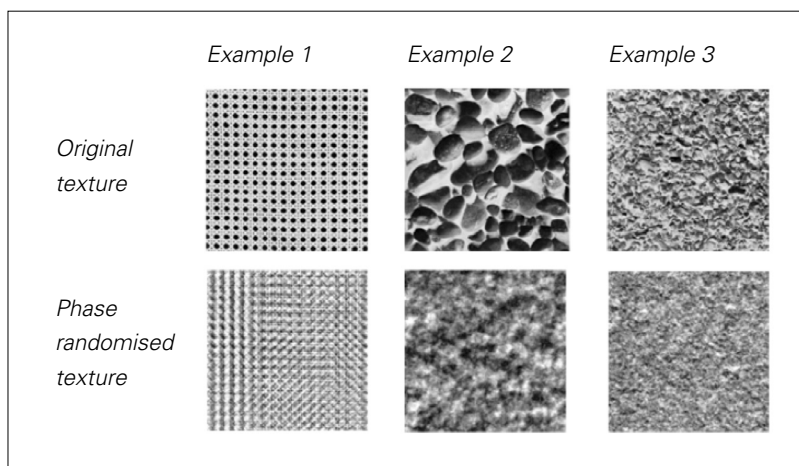 Example 1 Example 2 Example 3
Original
texture
Phase
randomised
texture